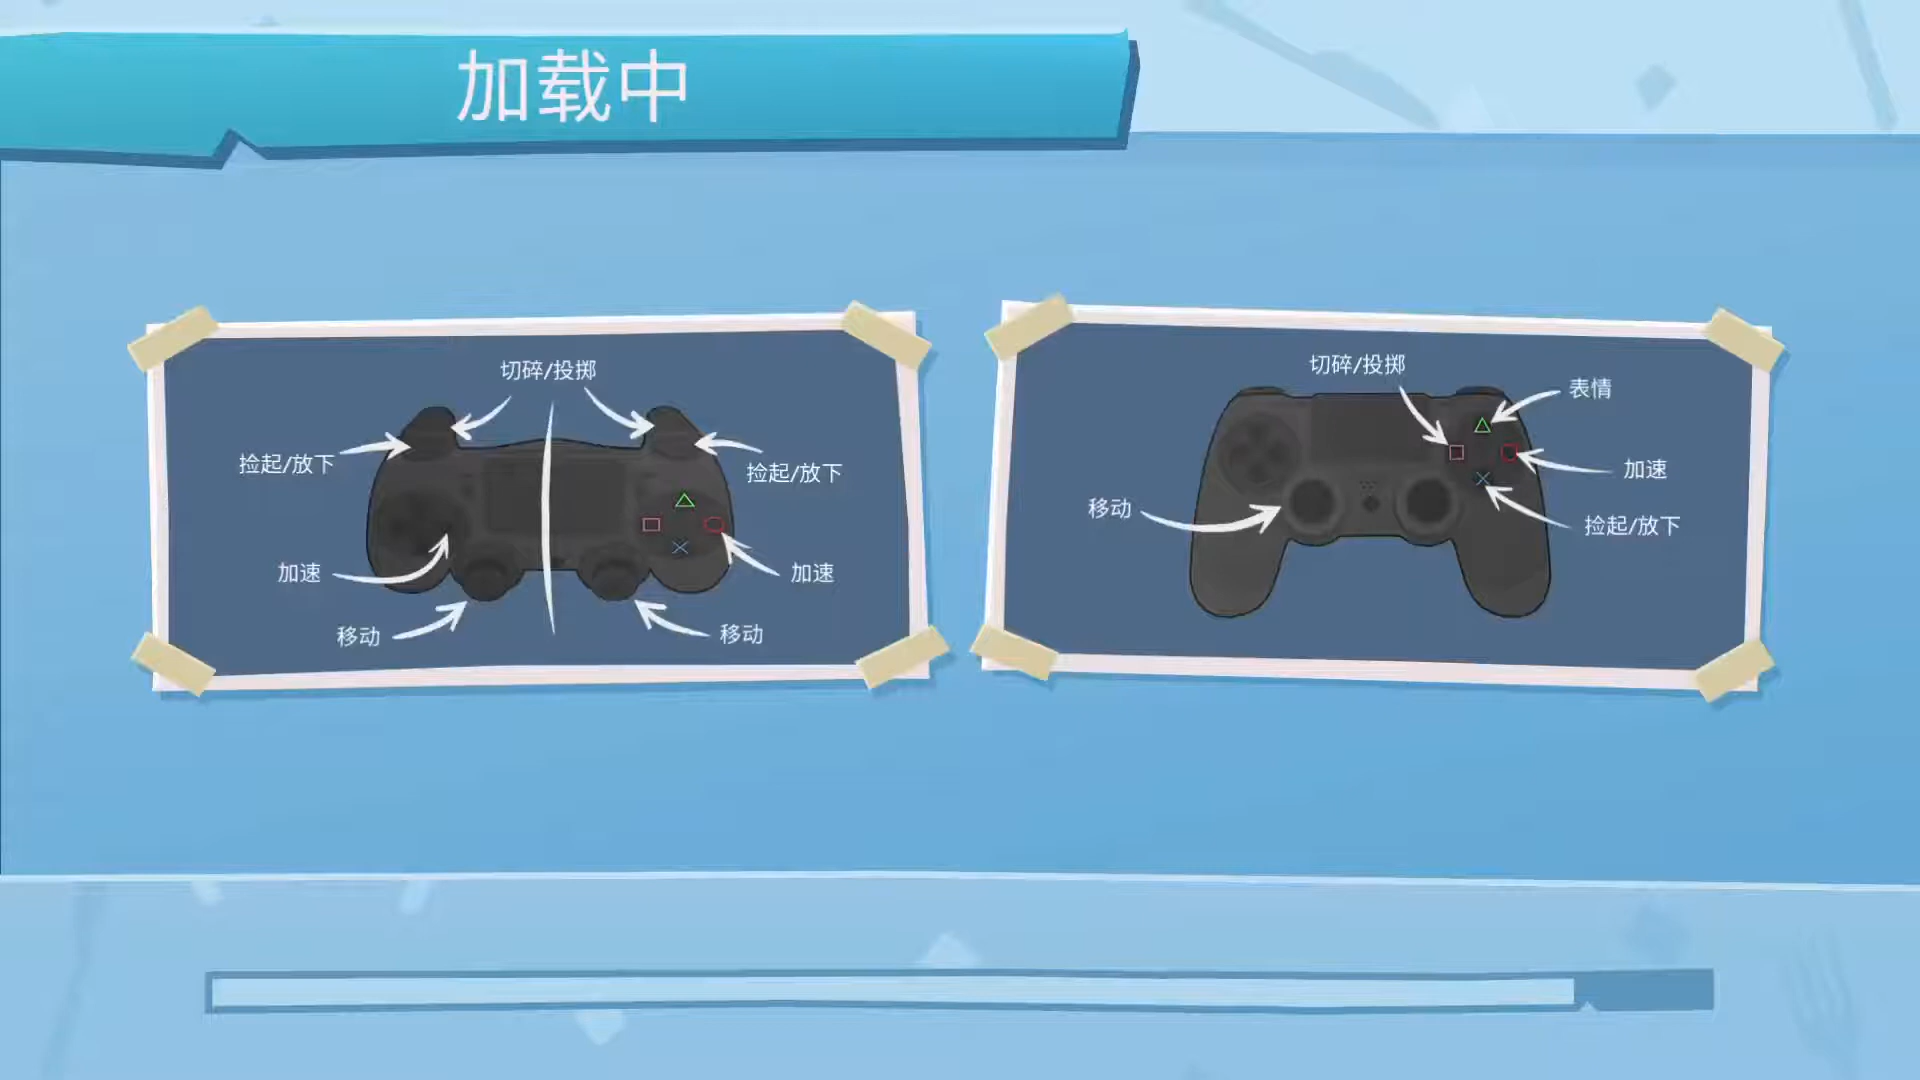 加载中
切碎/投掷
捡起/放下
捡起/放下
加速
加速
移动
移动
切碎/投掷
表情
加速
移动
捡起/放下